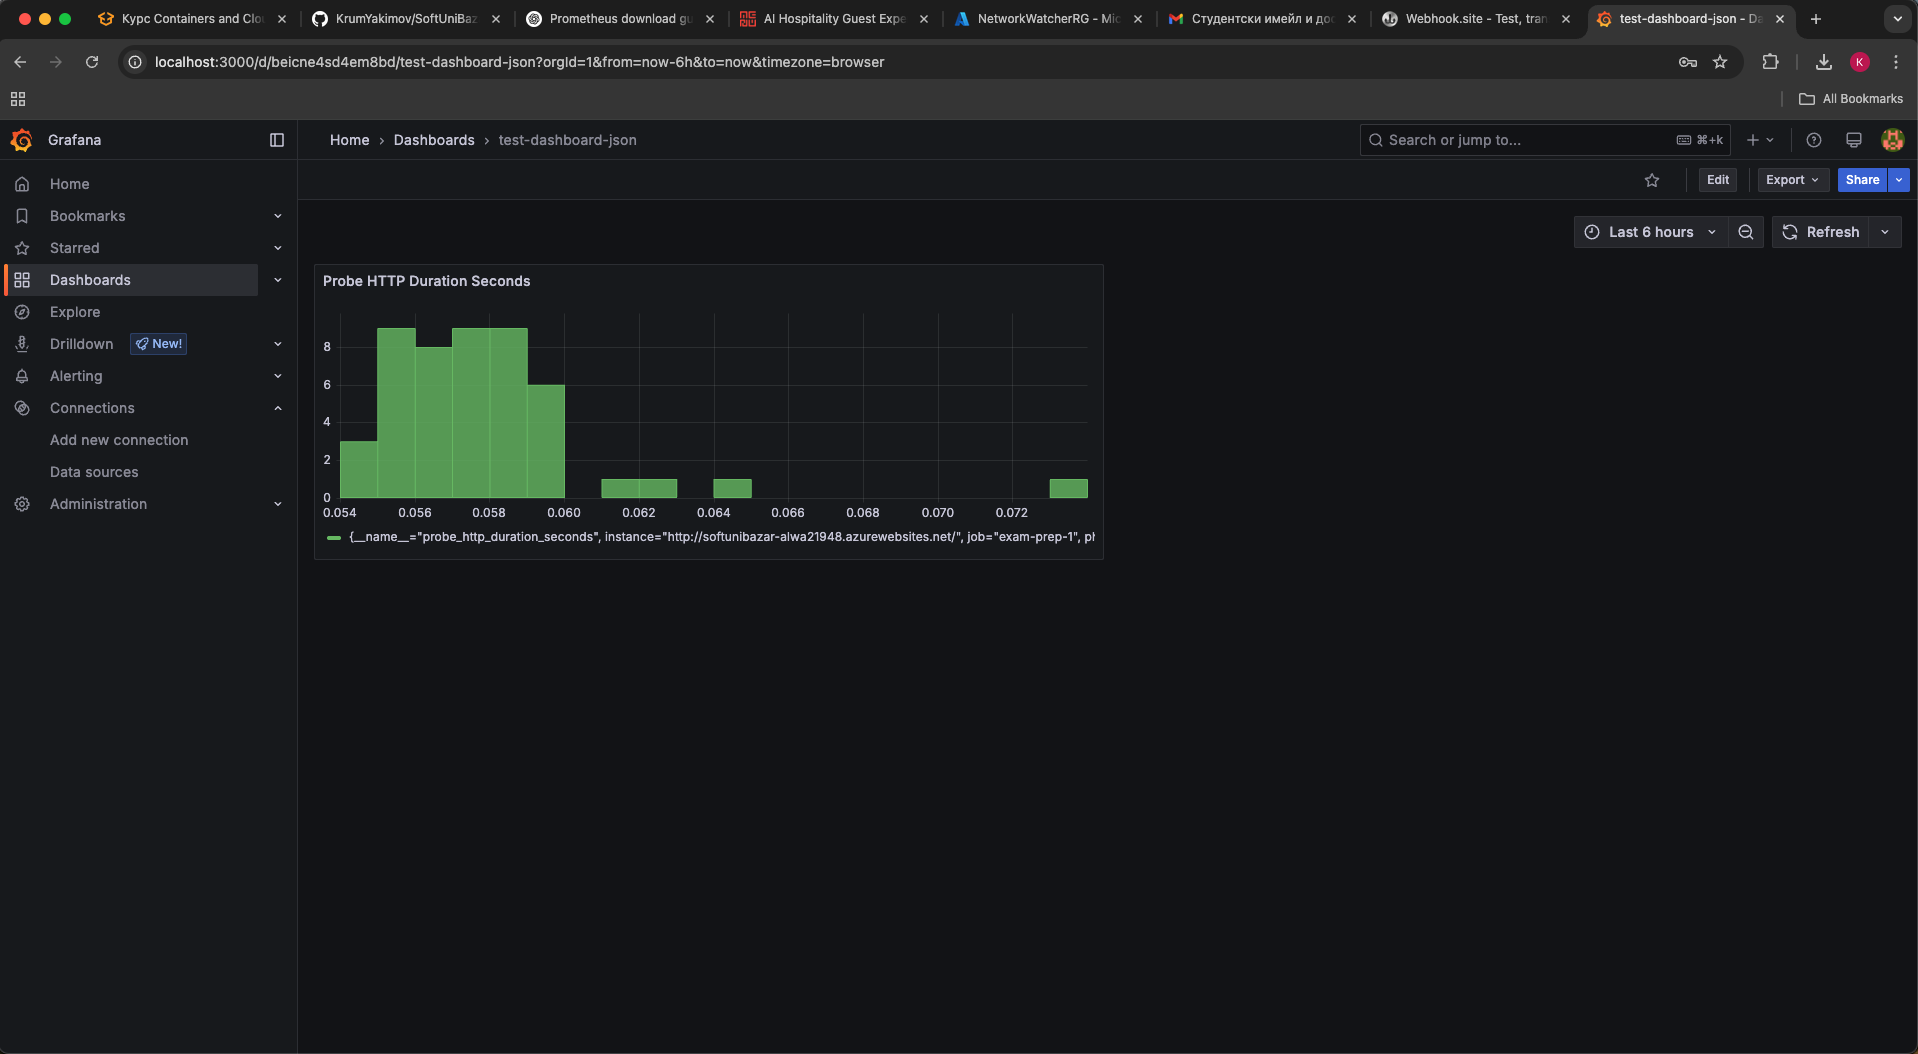 Курс Containers and Clo
KrumYakimov/SoftUniBaz
Prometheus download gu
AI Hospitality Guest Expe
NetworkWatcherRG - Mic
Студентски имейл и дос
Webhook.site - Test, tran
test-dashboard-json - Da
localhost:3000/d/beicne4sd4em8bd/test-dashboard-json?orgId=1&from=now-6h&to=now&timezone=browser
K
All Bookmarks
Grafana
Home › Dashboards › test-dashboard-json
Search or jump to...
⌘+k
Home
Bookmarks
Starred
Dashboards
Explore
Drilldown New!
Alerting
Connections
Add new connection
Data sources
Administration
Edit
Export
Share
Last 6 hours
Refresh
Probe HTTP Duration Seconds
8
6
4
2
0
0.054 0.056 0.058 0.060 0.062 0.064 0.066 0.068 0.070 0.072
{__name__="probe_http_duration_seconds", instance="http://softunibazar-alwa21948.azurewebsites.net/", job="exam-prep-1", pl